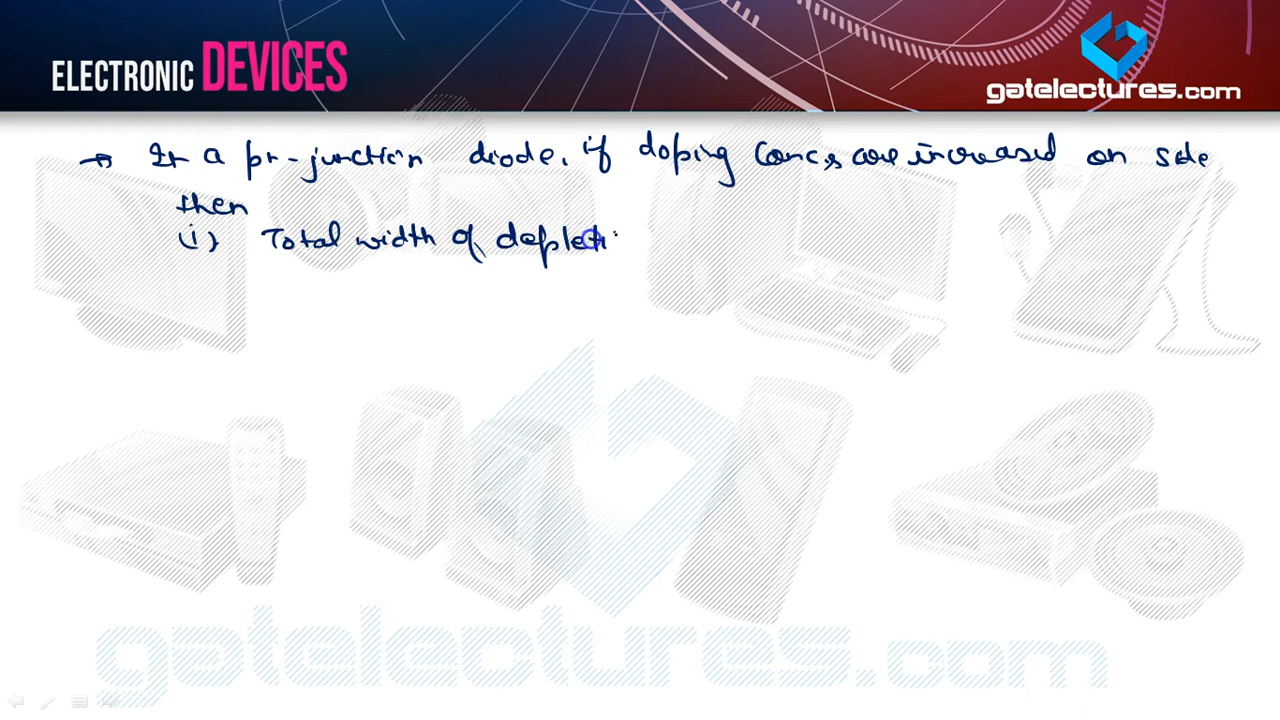 ELECTRONIC DEVICES
gatelectures.com
→ In a pn-junction diode, if doping concs are increased on side
then
(i) Total width of depleti
gatelectures.com